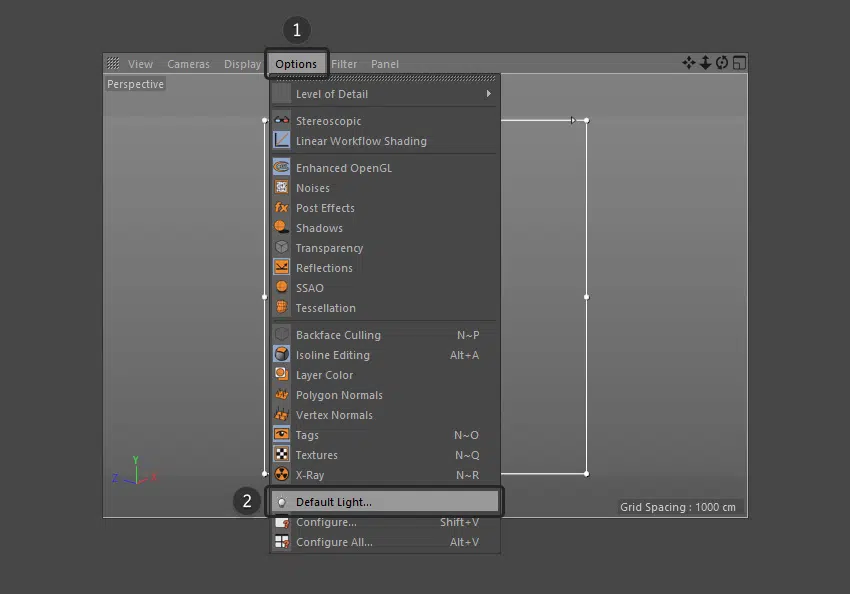 1
View Cameras Display Options Filter Panel
Perspective
Level of Detail
Stereoscopic
Linear Workflow Shading
Enhanced OpenGL
Noises
fx Post Effects
Shadows
Transparency
Reflections
SSAO
Tessellation
Backface Culling N~P
Isoline Editing Alt+A
Layer Color
Polygon Normals
Vertex Normals
Tags N~O
Textures N~Q
X-Ray N~R
Y
Z X
2 Default Light...
Grid Spacing : 1000 cm
Configure... Shift+V
Configure All... Alt+V